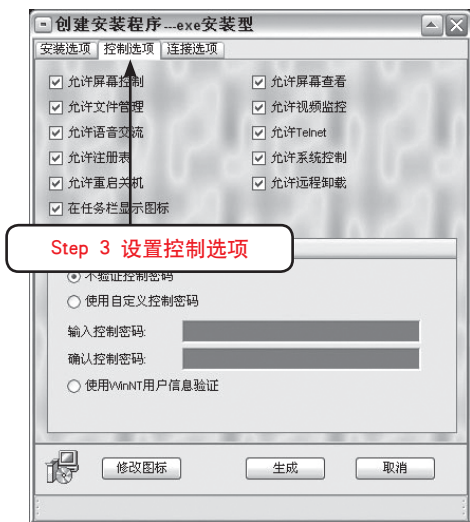 创建安装程序---exe安装型
安装选项 控制选项 连接选项
允许屏幕控制 允许屏幕查看
允许文件管理 允许视频监控
允许语音交流 允许Telnet
允许注册表 允许系统控制
允许重启关机 允许远程卸载
在任务栏显示图标
Step 3 设置控制选项
不验证控制密码
使用自定义控制密码
输入控制密码:
确认控制密码:
使用WinNT用户信息验证
修改图标 生成 取消